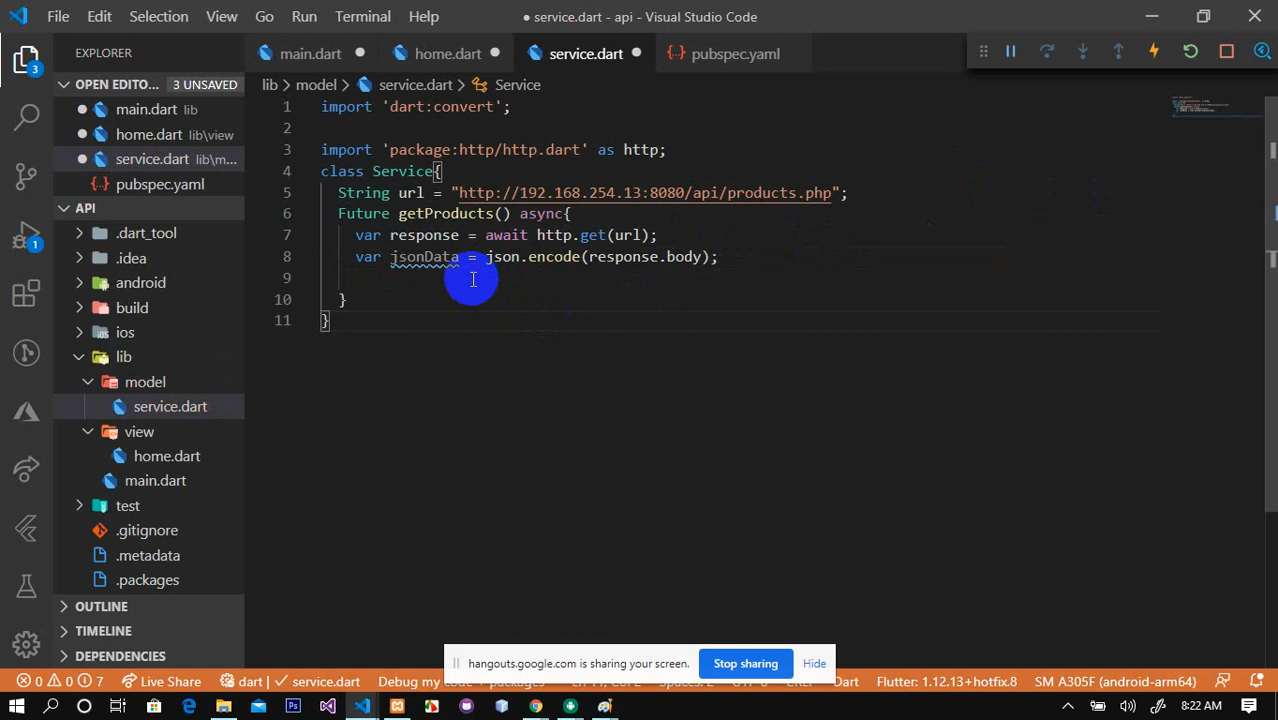 File Edit Selection View Go Run Terminal Help
● service.dart - api - Visual Studio Code
EXPLORER
main.dart
home.dart
service.dart
pubspec.yaml
OPEN EDITO... 3 UNSAVED
main.dart lib
home.dart lib\view
service.dart lib\m...
pubspec.yaml
API
.dart_tool
.idea
android
build
ios
lib
model
service.dart
view
home.dart
main.dart
test
.gitignore
.metadata
.packages
OUTLINE
TIMELINE
DEPENDENCIES
3
1
lib > model > service.dart > Service
1 import 'dart:convert';
2
3 import 'package:http/http.dart' as http;
4 class Service{
5 String url = "http://192.168.254.13:8080/api/products.php";
6 Future getProducts() async{
7 var response = await http.get(url);
8 var jsonData = json.encode(response.body);
9
10 }
11 }
hangouts.google.com is sharing your screen. Stop sharing Hide
0 0 7 Live Share dart | service.dart Debug my code + packages Dart Flutter: 1.12.13+hotfix.8 SM A305F (android-arm64)
8:22 AM